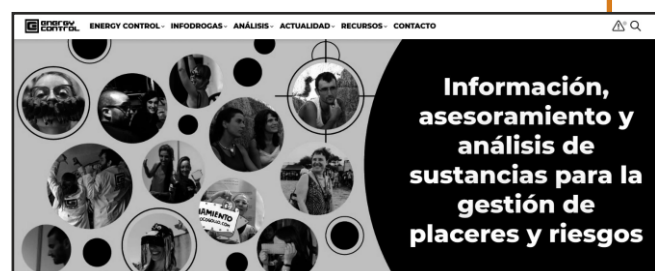 energy control
ENERGY CONTROL INFODROGAS ANÁLISIS ACTUALIDAD RECURSOS CONTACTO
Información,
asesoramiento y
análisis de
sustancias para la
gestión de
placeres y riesgos
AMIENTO